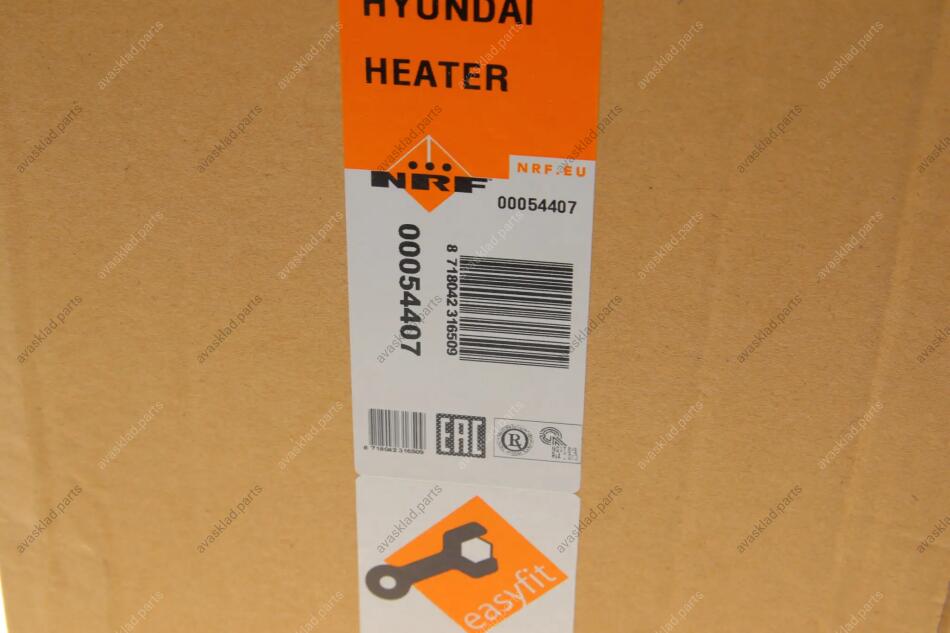 HYUNDAI
HEATER
NRF.EU
NRF
00054407
00054407
8 718042 316509
8 718042 316509
EAC
R
easyfit
avasklad.parts